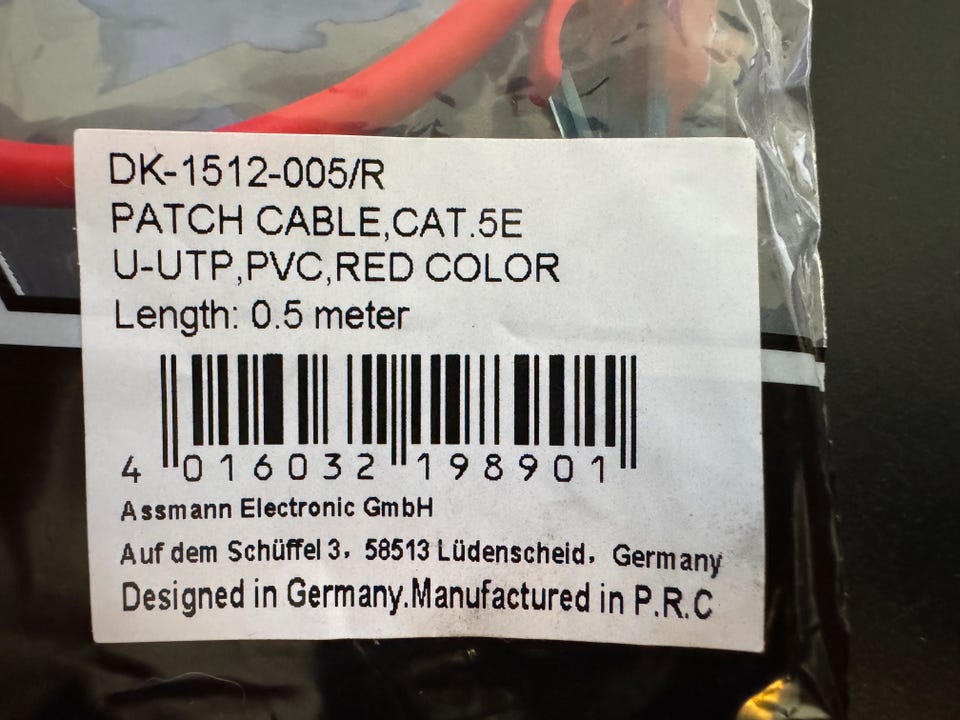 DK-1512-005/R
PATCH CABLE,CAT.5E
U-UTP,PVC,RED COLOR
Length: 0.5 meter
4 016032 198901
Assmann Electronic GmbH
Auf dem Schüffel 3, 58513 Lüdenscheid, Germany
Designed in Germany.Manufactured in P.R.C